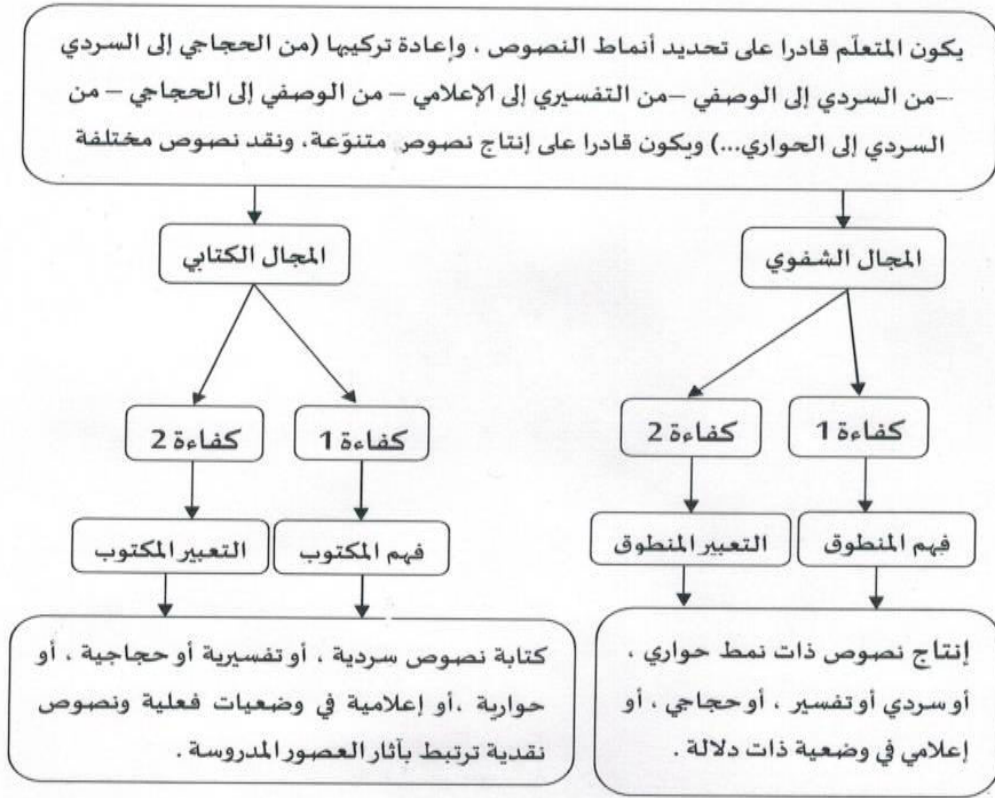 يكون المتعلّم قادرا على تحديد أنماط النصوص ، وإعادة تركيبها (من الحجاجي إلى السردي
–من السردي إلى الوصفي –من التفسيري إلى الإعلامي – من الوصفي إلى الحجاجي – من
السردي إلى الحواري...) ويكون قادرا على إنتاج نصوص متنوّعة، ونقد نصوص مختلفة
المجال الشفوي
المجال الكتابي
كفاءة 1
كفاءة 2
كفاءة 1
كفاءة 2
فهم المنطوق
التعبير المنطوق
فهم المكتوب
التعبير المكتوب
إنتاج نصوص ذات نمط حواري ،
أو سردي أو تفسير ، أو حجاجي ، أو
إعلامي في وضعية ذات دلالة .
كتابة نصوص سردية ، أو تفسيرية أو حجاجية ، أو
حوارية ،أو إعلامية في وضعيات فعلية ونصوص
نقدية ترتبط بآثار العصور المدروسة .